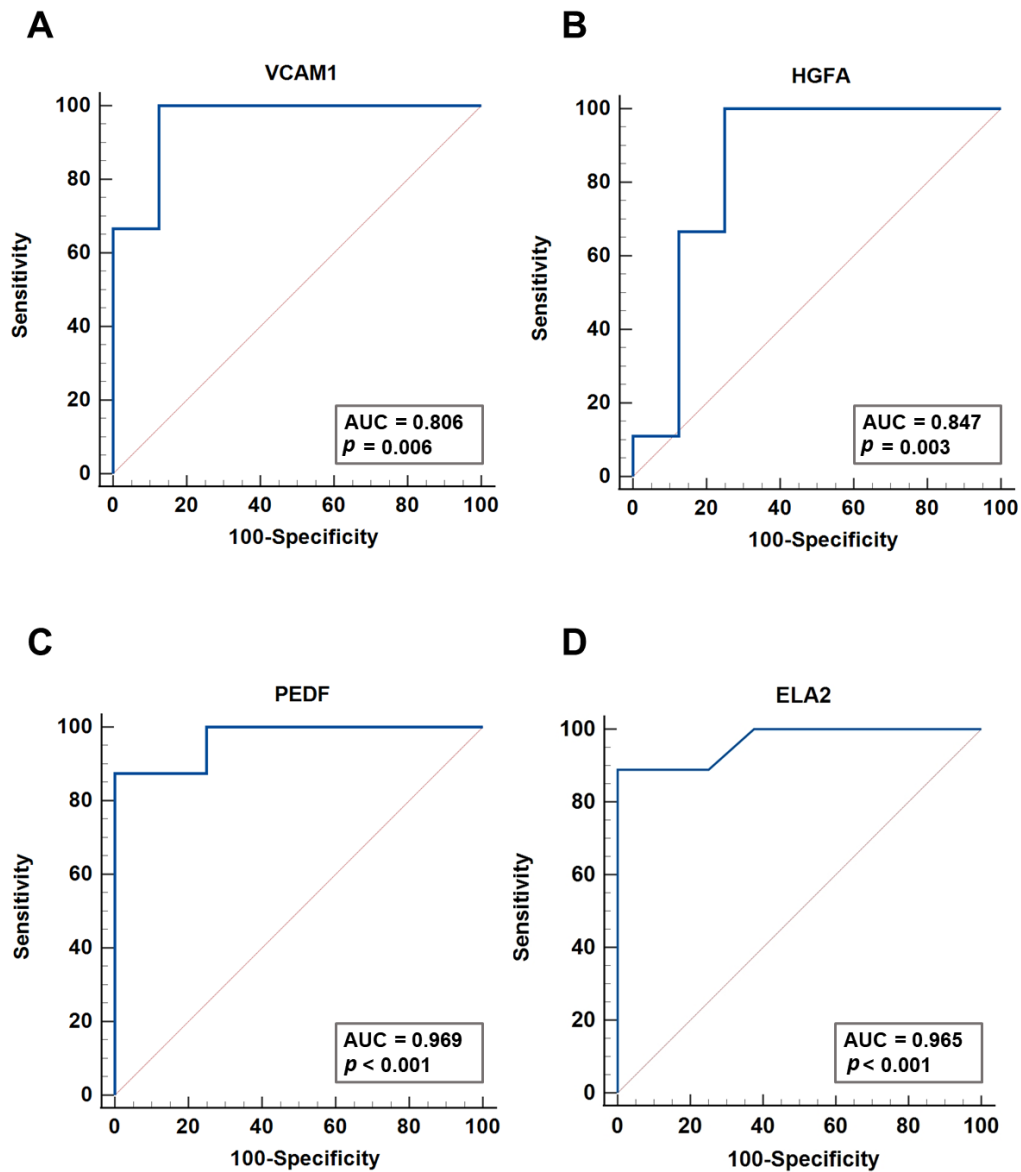 A
VCAM1
100
80
60
40
20
0
Sensitivity
0 20 40 60 80 100
100-Specificity
AUC = 0.806
p = 0.006
B
HGFA
100
80
60
40
20
0
Sensitivity
0 20 40 60 80 100
100-Specificity
AUC = 0.847
p = 0.003
C
PEDF
100
80
60
40
20
0
Sensitivity
0 20 40 60 80 100
100-Specificity
AUC = 0.969
p < 0.001
D
ELA2
100
80
60
40
20
0
Sensitivity
0 20 40 60 80 100
100-Specificity
AUC = 0.965
p < 0.001